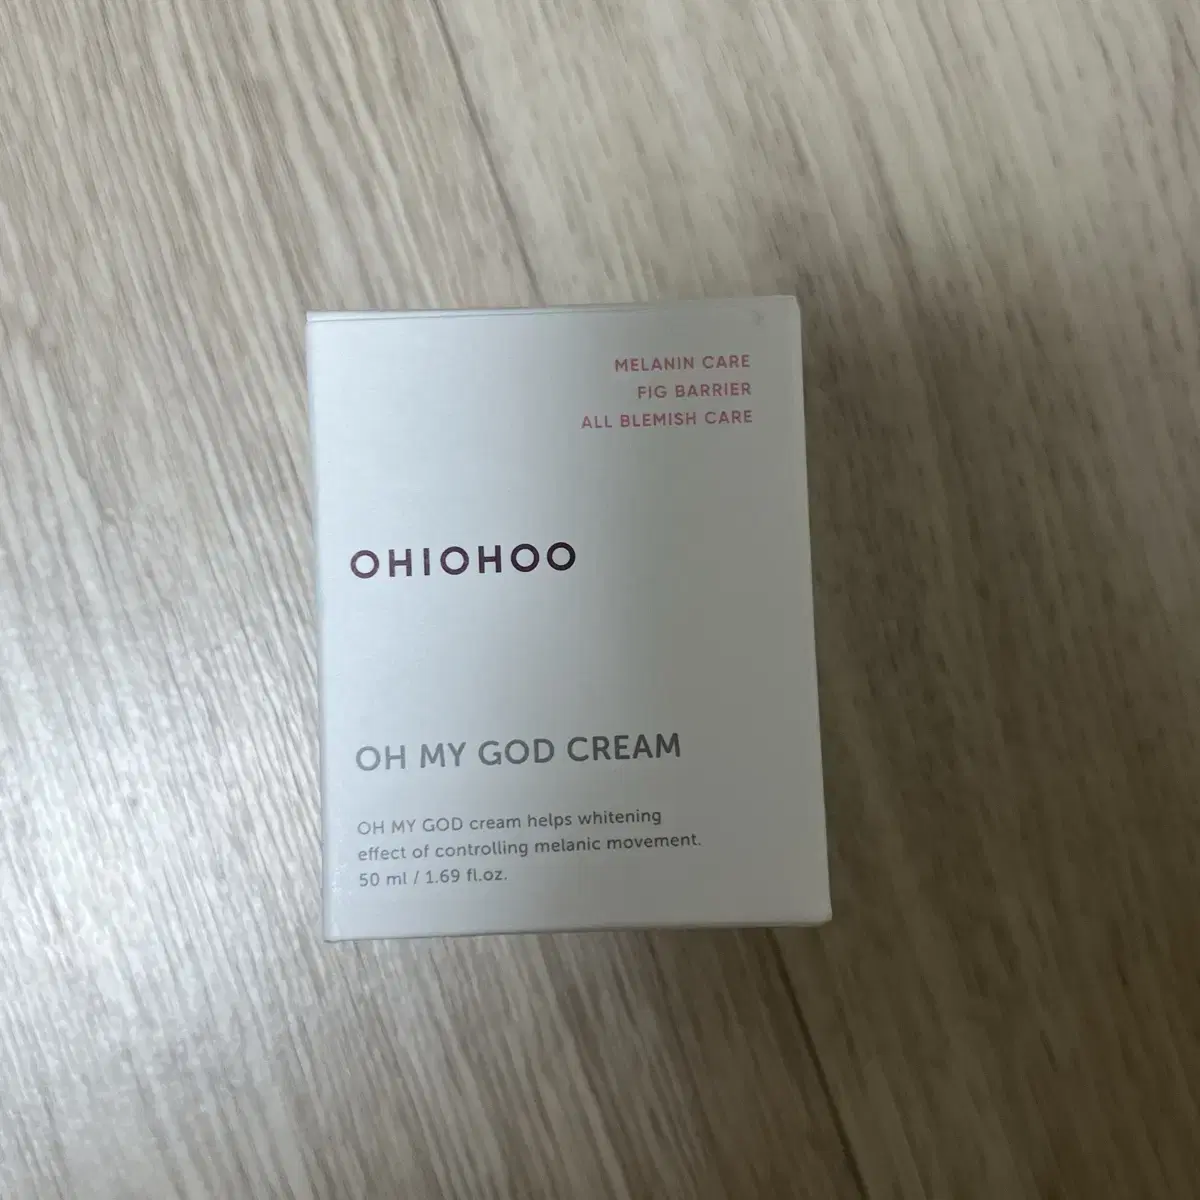 MELANIN CARE
FIG BARRIER
ALL BLEMISH CARE
OHIOHOO
OH MY GOD CREAM
OH MY GOD cream helps whitening
effect of controlling melanic movement.
50 ml / 1.69 fl.oz.